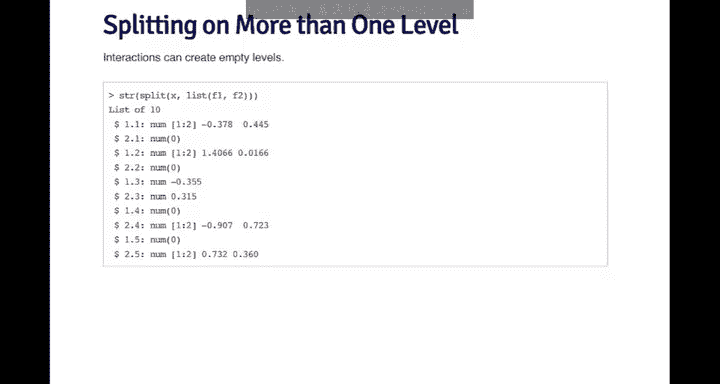 Splitting on More than One Level
Interactions can create empty levels.
> str(split(x, list(f1, f2)))
List of 10
$ 1.1: num [1:2] -0.378 0.445
$ 2.1: num(0)
$ 1.2: num [1:2] 1.4066 0.0166
$ 2.2: num(0)
$ 1.3: num -0.355
$ 2.3: num 0.315
$ 1.4: num(0)
$ 2.4: num [1:2] -0.907 0.723
$ 1.5: num(0)
$ 2.5: num [1:2] 0.732 0.360